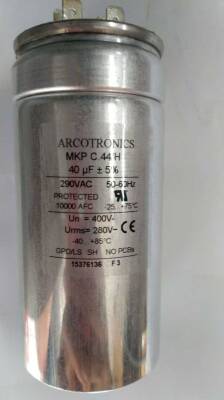 ARCOTRONICS
MKP C.44 H
40 µF ± 5%
290VAC 50-60Hz
PROTECTED
10000 AFC -25..+75°C
Un = 400V~
Urms= 280V~ CE
-40..+85°C
GPD/LS SH NO PCBs
15376136 F3